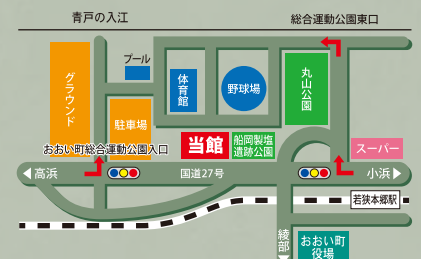 青戸の入江
総合運動公園東口
プール
グラウンド
体育館
野球場
丸山公園
駐車場
当館
船岡製塩
遺跡公園
スーパー
おおい町総合運動公園入口
高浜
国道27号
小浜
若狭本郷駅
綾部
おおい町
役場